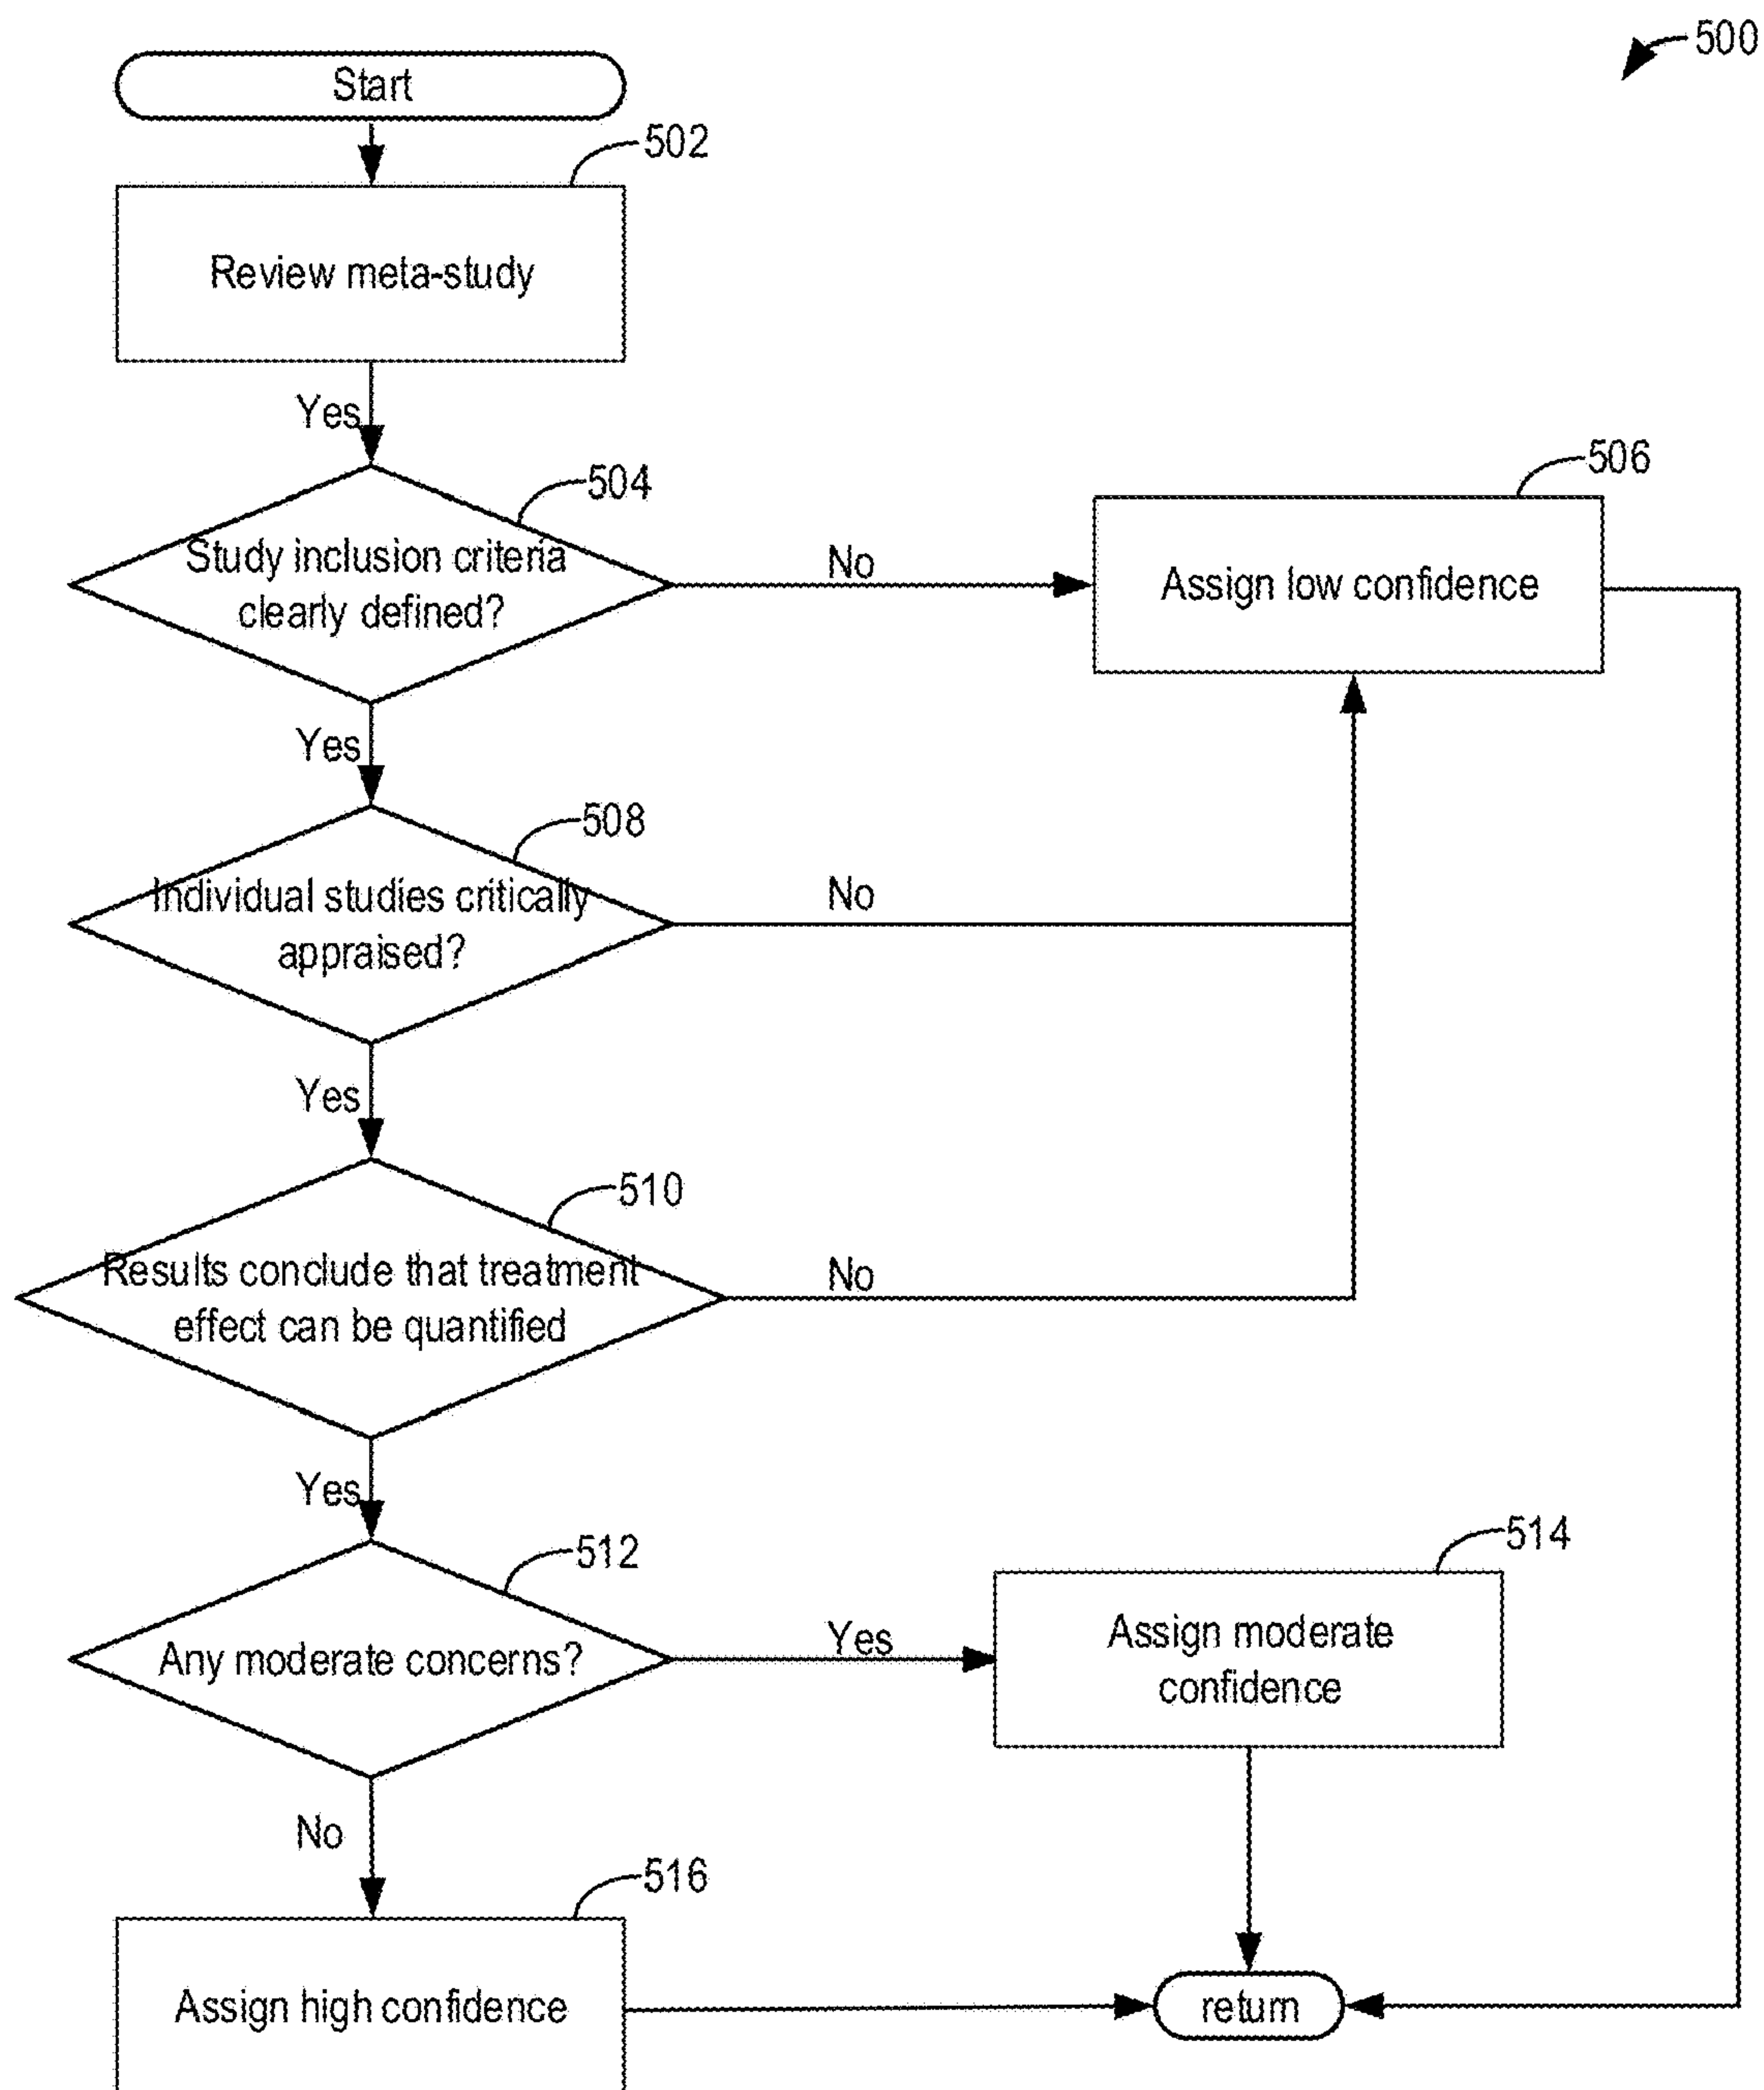 500
Start
502
Review meta-study
Yes
504
506
Study inclusion criteria
clearly defined?
No
Assign low confidence
Yes
508
Individual studies critically
appraised?
No
Yes
510
Results conclude that treatment
effect can be quantified
No
Yes
512
514
Any moderate concerns?
Yes
Assign moderate
confidence
No
516
Assign high confidence
return